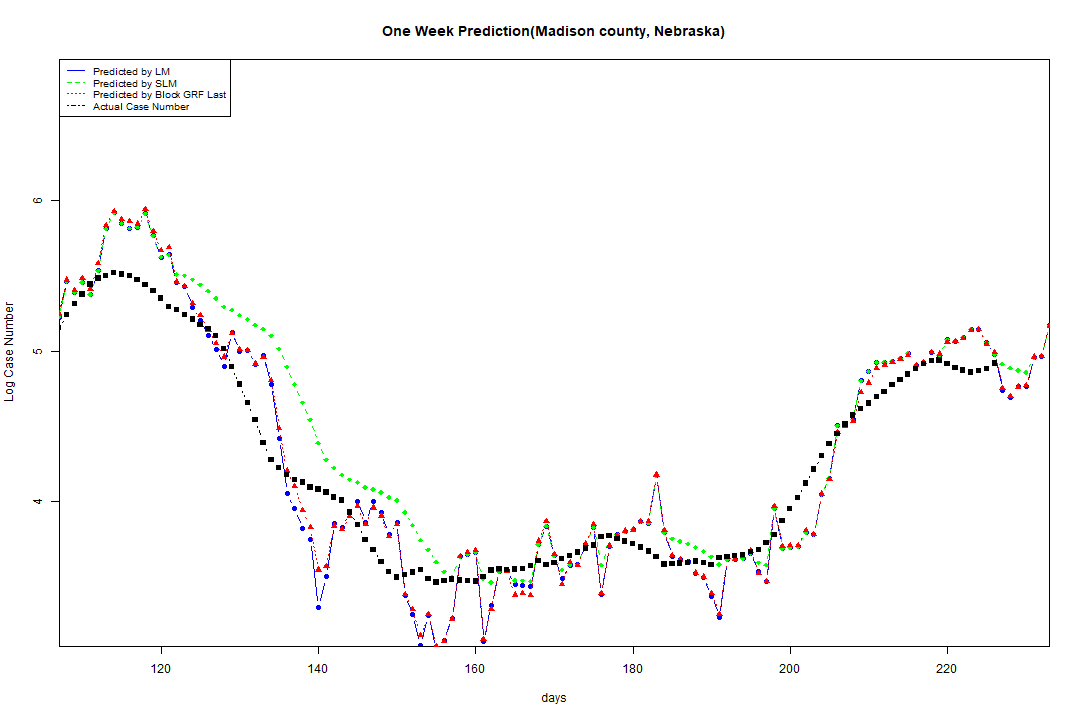 One Week Prediction(Madison county, Nebraska)
Predicted by LM
Predicted by SLM
Predicted by Block GRF Last
Actual Case Number
6
5
4
Log Case Number
120 140 160 180 200 220
days